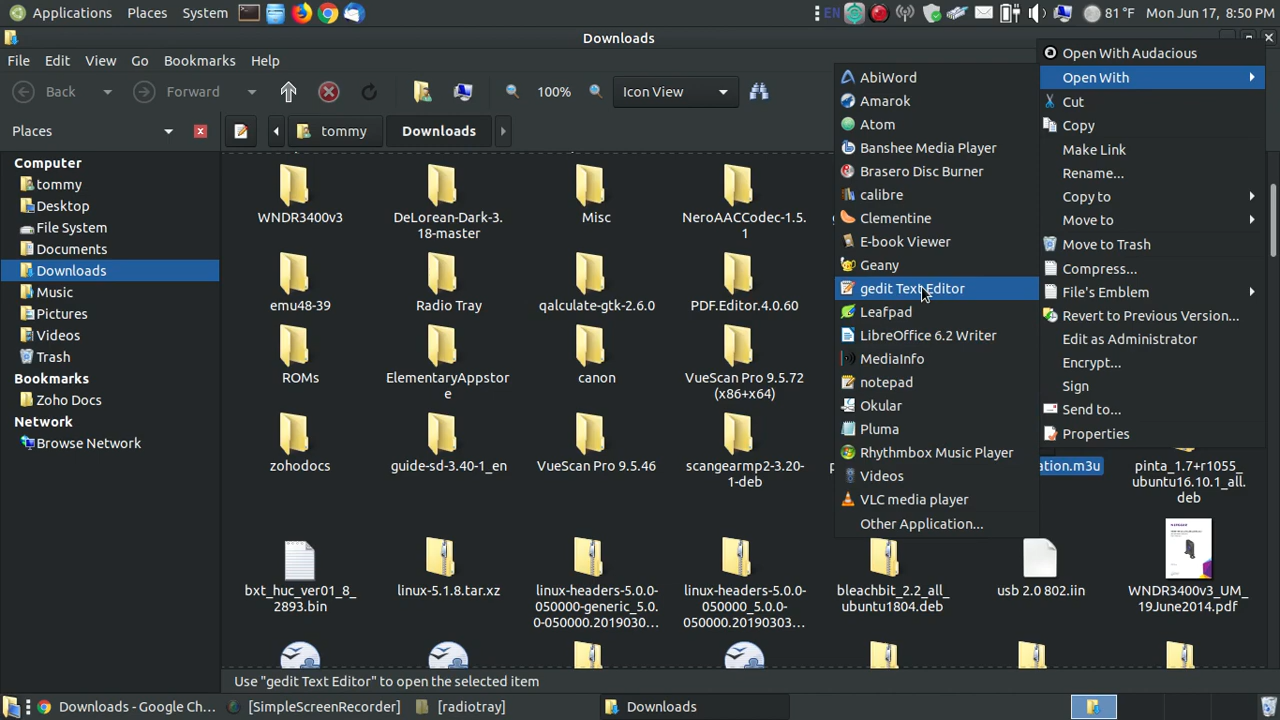 Applications Places System EN 81 °F Mon Jun 17, 8:50 PM
Downloads
File Edit View Go Bookmarks Help
Back Forward 100% Icon View
Places tommy Downloads
Computer
tommy
Desktop
File System
Documents
Downloads
Music
Pictures
Videos
Trash
Bookmarks
Zoho Docs
Network
Browse Network
WNDR3400v3
DeLorean-Dark-3.
18-master
Misc
NeroAACCodec-1.5.
1
emu48-39
Radio Tray
qalculate-gtk-2.6.0
PDF.Editor.4.0.60
ROMs
ElementaryAppstor
e
canon
VueScan Pro 9.5.72
(x86+x64)
zohodocs
guide-sd-3.40-1_en
VueScan Pro 9.5.46
scangearmp2-3.20-
1-deb
ation.m3u
pinta_1.7+r1055_
ubuntu16.10.1_all.
deb
bxt_huc_ver01_8_
2893.bin
linux-5.1.8.tar.xz
linux-headers-5.0.0-
050000-generic_5.0.
0-050000.2019030...
linux-headers-5.0.0-
050000_5.0.0-
050000.20190303...
bleachbit_2.2_all_
ubuntu1804.deb
usb 2.0 802.iin
WNDR3400v3_UM_
19June2014.pdf
Open With Audacious
Open With
Cut
Copy
Make Link
Rename...
Copy to
Move to
Move to Trash
Compress...
File's Emblem
Revert to Previous Version...
Edit as Administrator
Encrypt...
Sign
Send to...
Properties
AbiWord
Amarok
Atom
Banshee Media Player
Brasero Disc Burner
calibre
Clementine
E-book Viewer
Geany
gedit Text Editor
Leafpad
LibreOffice 6.2 Writer
MediaInfo
notepad
Okular
Pluma
Rhythmbox Music Player
Videos
VLC media player
Other Application...
Use "gedit Text Editor" to open the selected item
Downloads - Google Ch... [SimpleScreenRecorder] [radiotray] Downloads